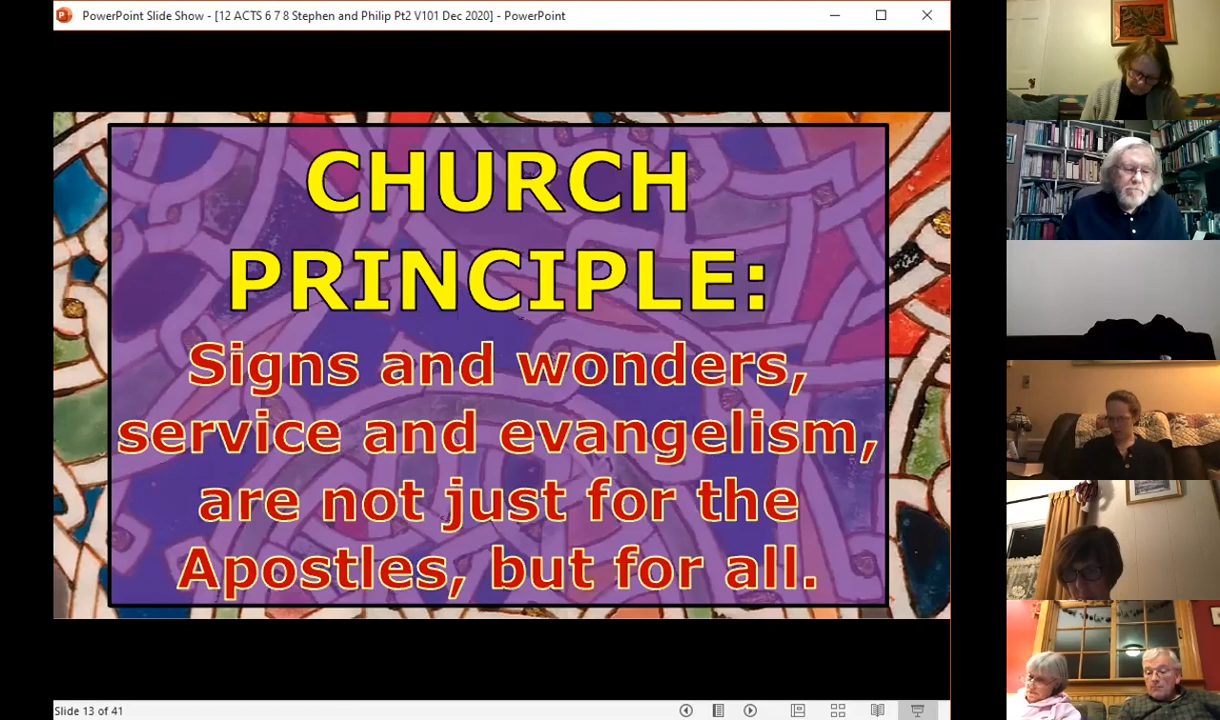 PowerPoint Slide Show - [12 ACTS 6 7 8 Stephen and Philip Pt2 V101 Dec 2020] - PowerPoint
CHURCH
PRINCIPLE:
Signs and wonders,
service and evangelism,
are not just for the
Apostles, but for all.
Slide 13 of 41